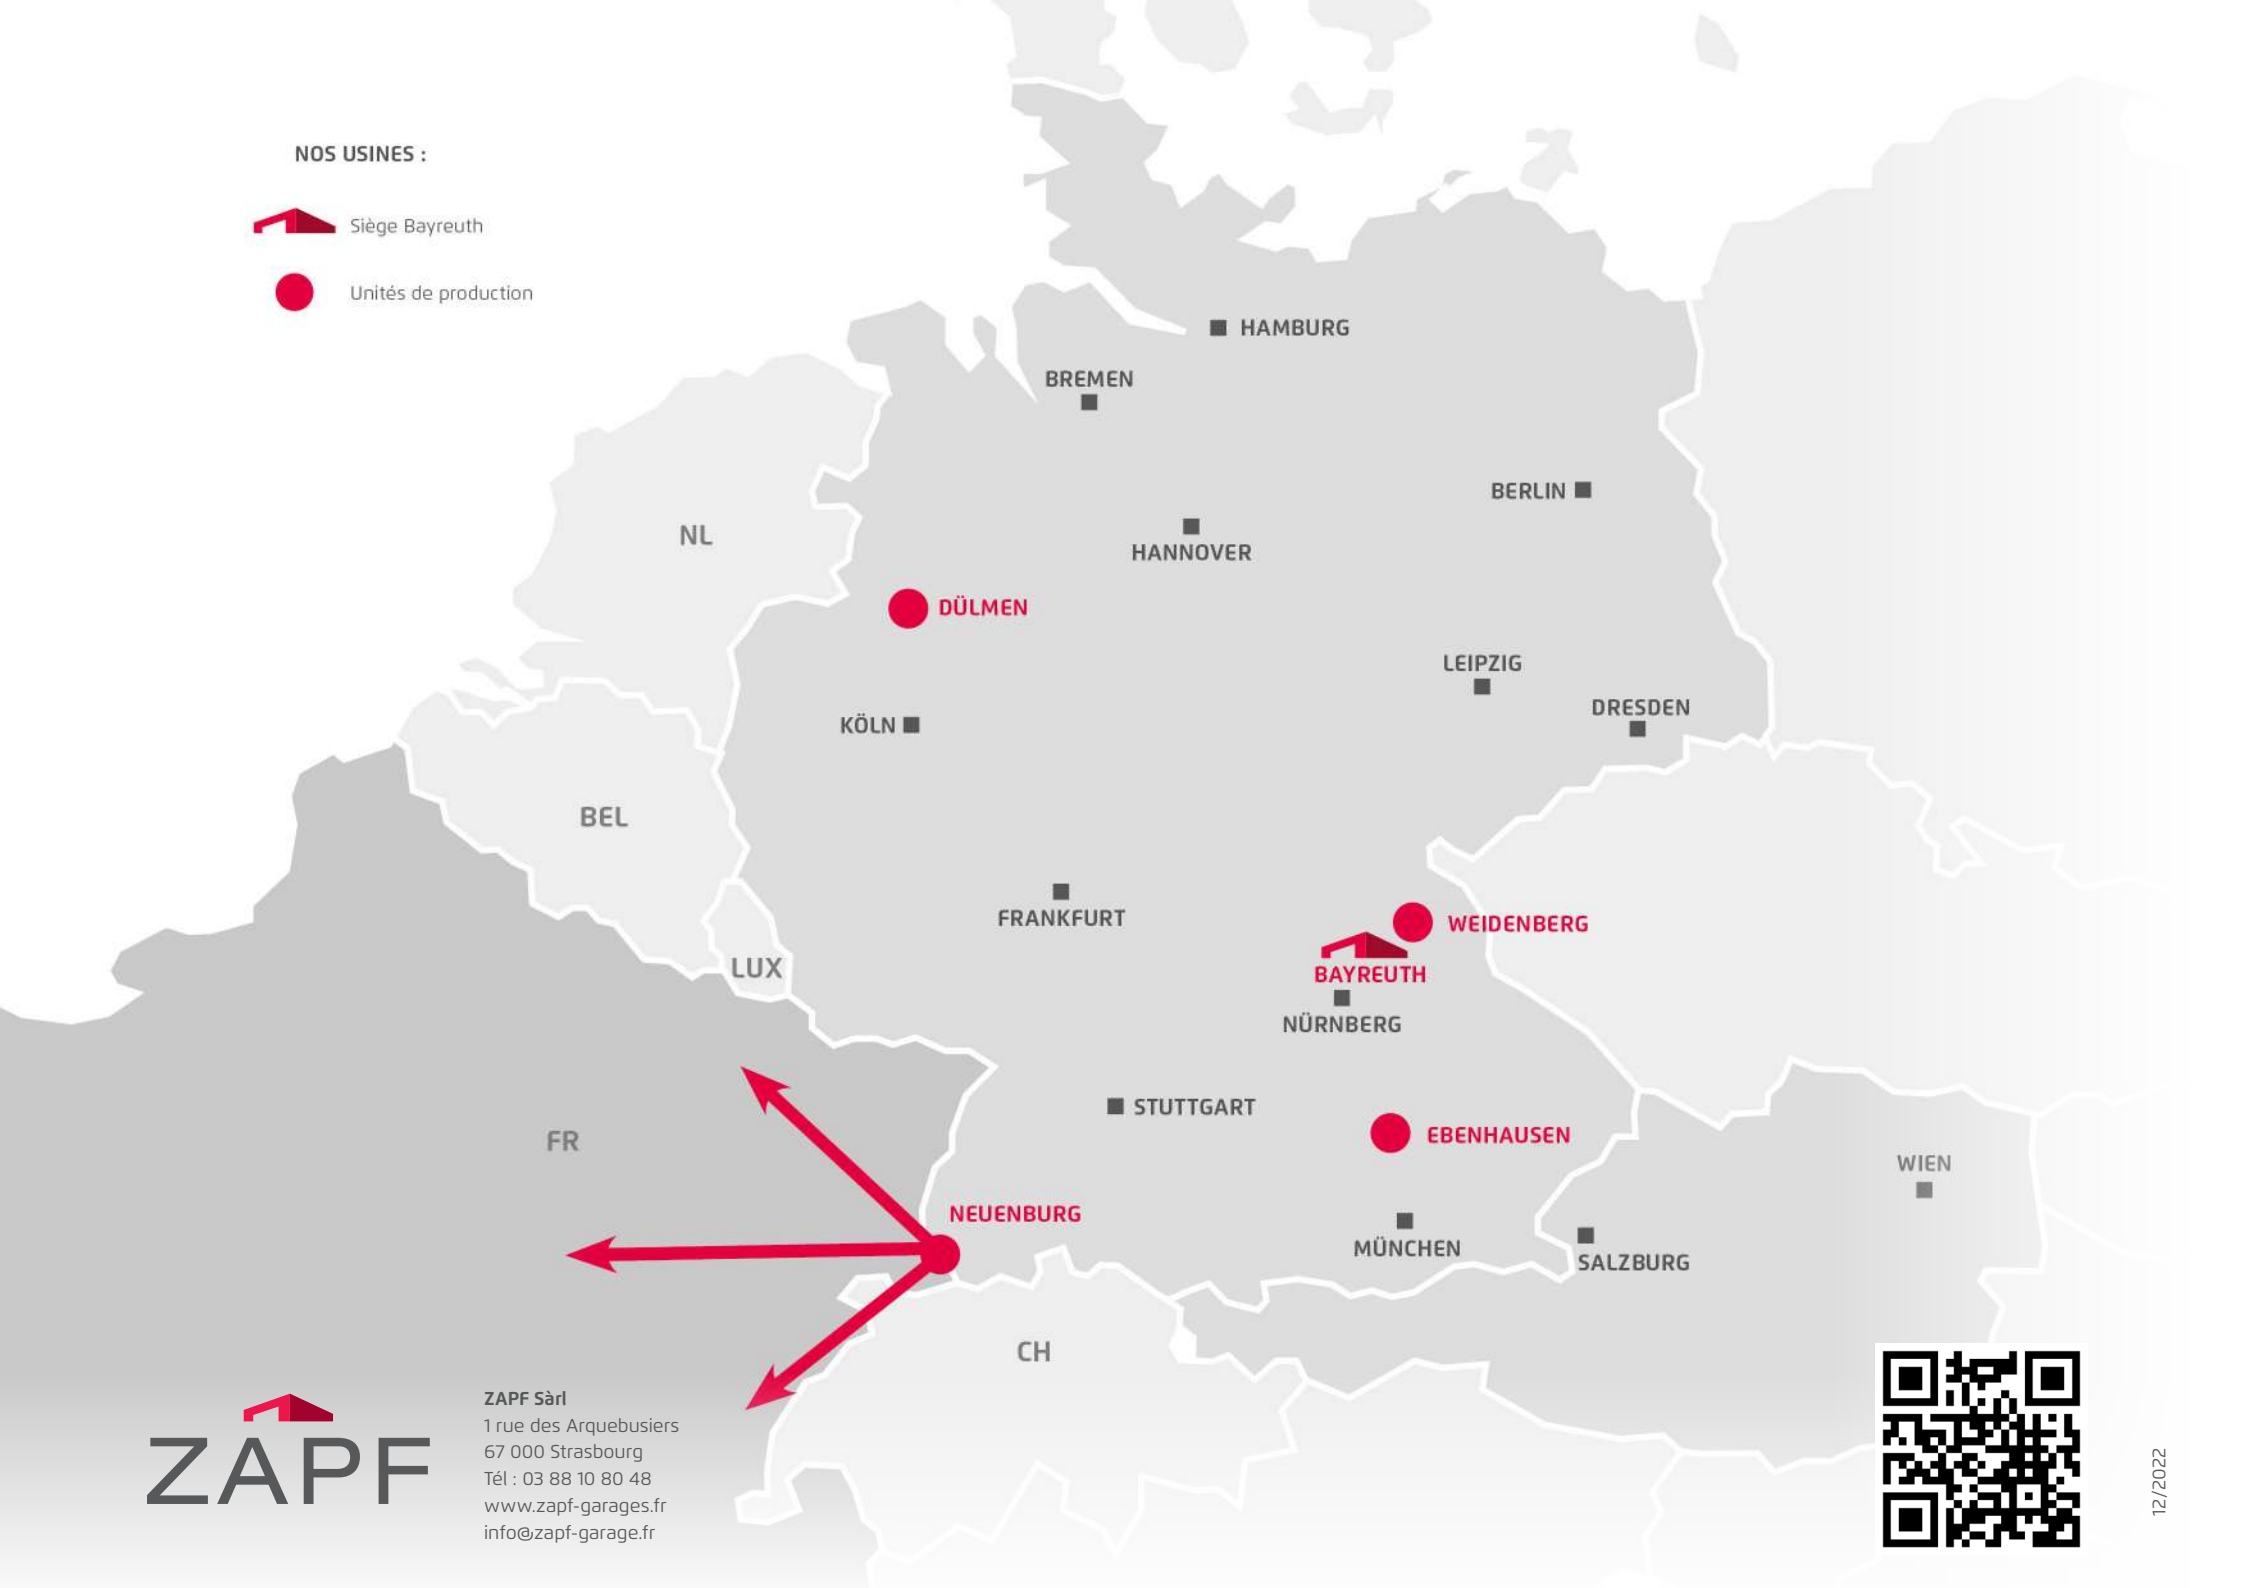 NOS USINES :
Siège Bayreuth
Unités de production
HAMBURG
BREMEN
BERLIN
NL
HANNOVER
DÜLMEN
LEIPZIG
DRESDEN
KÖLN
BEL
FRANKFURT
WEIDENBERG
LUX
BAYREUTH
NÜRNBERG
STUTTGART
FR
EBENHAUSEN
WIEN
NEUENBURG
MÜNCHEN
SALZBURG
CH
ZAPF
ZAPF Sàrl
1 rue des Arquebusiers
67 000 Strasbourg
Tél : 03 88 10 80 48
www.zapf-garages.fr
info@zapf-garage.fr
12/2022